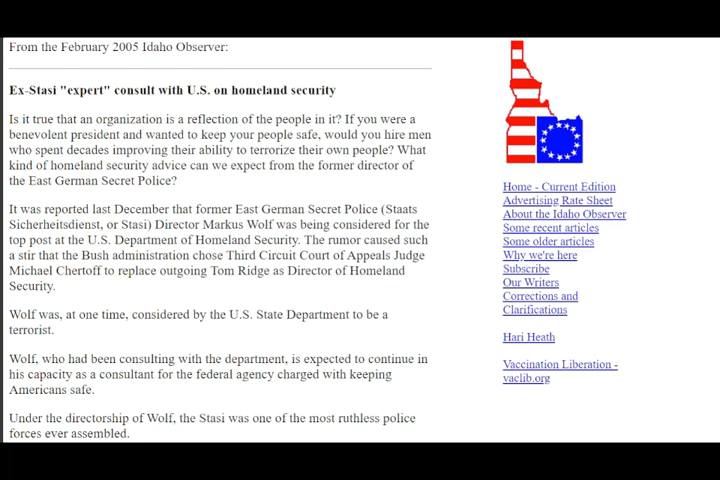 From the February 2005 Idaho Observer:
Ex-Stasi "expert" consult with U.S. on homeland security
Is it true that an organization is a reflection of the people in it? If you were a
benevolent president and wanted to keep your people safe, would you hire men
who spent decades improving their ability to terrorize their own people? What
kind of homeland security advice can we expect from the former director of
the East German Secret Police?
It was reported last December that former East German Secret Police (Staats
Sicherheitsdienst, or Stasi) Director Markus Wolf was being considered for the
top post at the U.S. Department of Homeland Security. The rumor caused such
a stir that the Bush administration chose Third Circuit Court of Appeals Judge
Michael Chertoff to replace outgoing Tom Ridge as Director of Homeland
Security.
Wolf was, at one time, considered by the U.S. State Department to be a
terrorist.
Wolf, who had been consulting with the department, is expected to continue in
his capacity as a consultant for the federal agency charged with keeping
Americans safe.
Under the directorship of Wolf, the Stasi was one of the most ruthless police
forces ever assembled.
Home - Current Edition
Advertising Rate Sheet
About the Idaho Observer
Some recent articles
Some older articles
Why we're here
Subscribe
Our Writers
Corrections and
Clarifications
Hari Heath
Vaccination Liberation -
vaclib.org